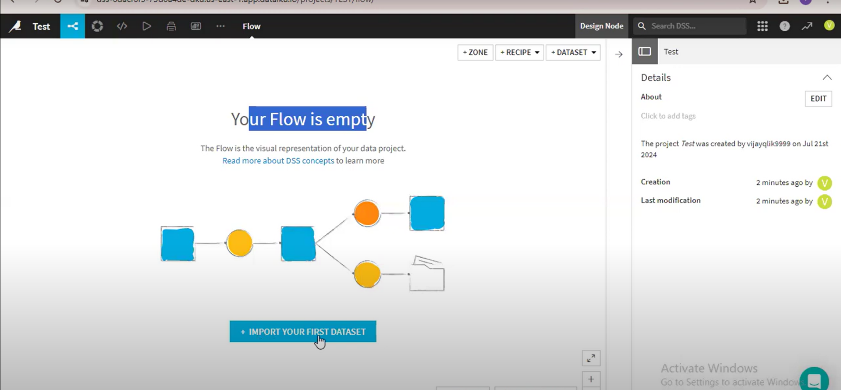 Test
Flow
Design Node
Search DSS...
V
+ ZONE
+ RECIPE
+ DATASET
Test
Details
About
EDIT
Click to add tags
The project Test was created by vijayqlik9999 on Jul 21st
2024
Creation
2 minutes ago by
V
Last modification
2 minutes ago by
V
Your Flow is empty
The Flow is the visual representation of your data project.
Read more about DSS concepts to learn more
+ IMPORT YOUR FIRST DATASET
Activate Windows
Go to Settings to activate Windows